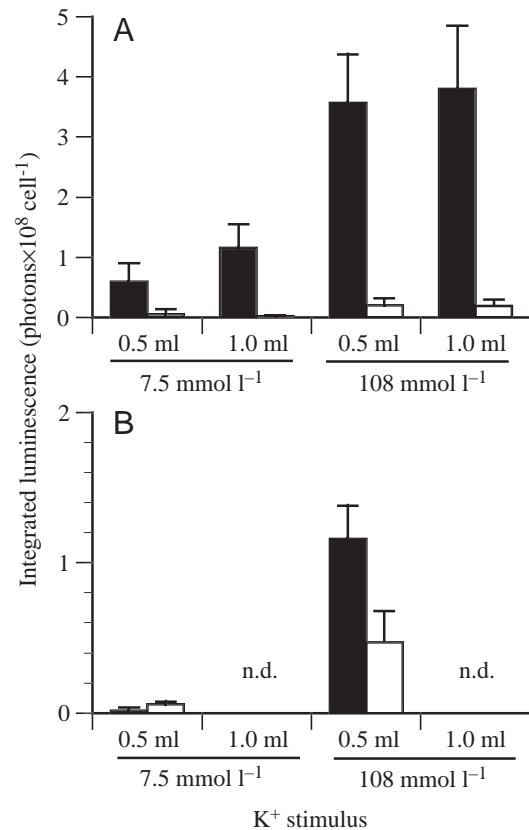 Integrated luminescence (photons×10⁸ cell⁻¹)
A
5
4
3
2
1
0
0.5 ml 1.0 ml 0.5 ml 1.0 ml
7.5 mmol l⁻¹ 108 mmol l⁻¹
B
2
1
0
n.d. n.d.
0.5 ml 1.0 ml 0.5 ml 1.0 ml
7.5 mmol l⁻¹ 108 mmol l⁻¹
K⁺ stimulus